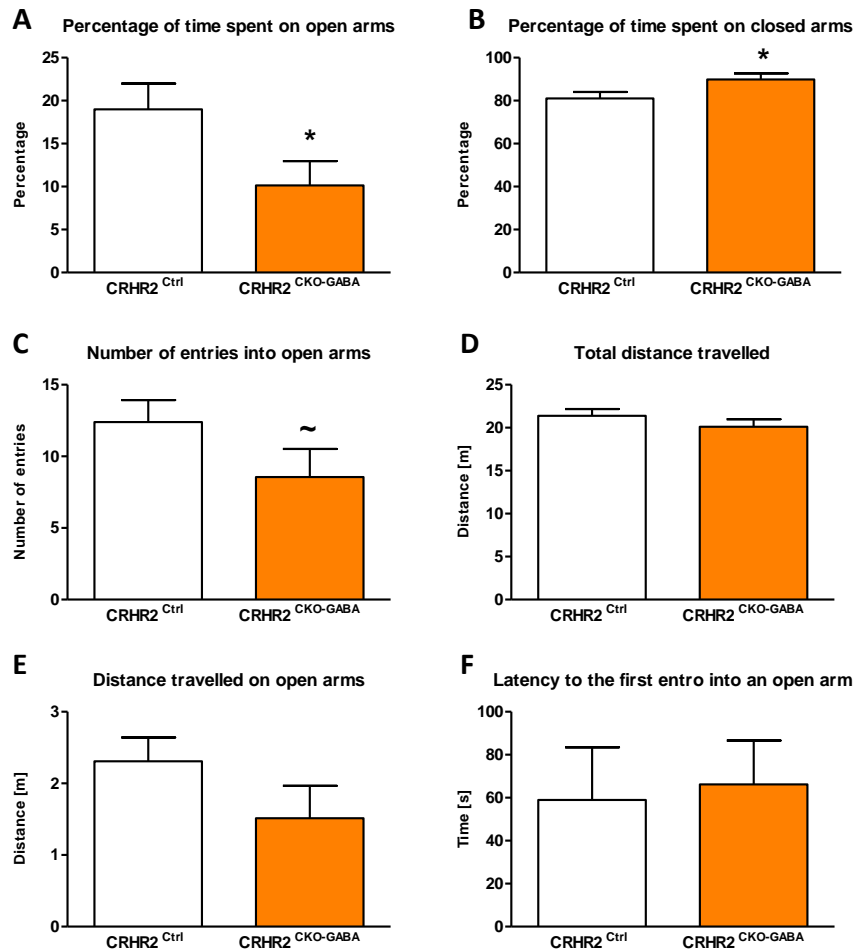 A
Percentage of time spent on open arms
Percentage
25
20
15
10
5
0
*
CRHR2 Ctrl
CRHR2 CKO-GABA
B
Percentage of time spent on closed arms
Percentage
100
80
60
40
20
0
*
CRHR2 Ctrl
CRHR2 CKO-GABA
C
Number of entries into open arms
Number of entries
15
10
5
0
~
CRHR2 Ctrl
CRHR2 CKO-GABA
D
Total distance travelled
Distance [m]
25
20
15
10
5
0
CRHR2 Ctrl
CRHR2 CKO-GABA
E
Distance travelled on open arms
Distance [m]
3
2
1
0
CRHR2 Ctrl
CRHR2 CKO-GABA
F
Latency to the first entro into an open arm
Time [s]
100
80
60
40
20
0
CRHR2 Ctrl
CRHR2 CKO-GABA